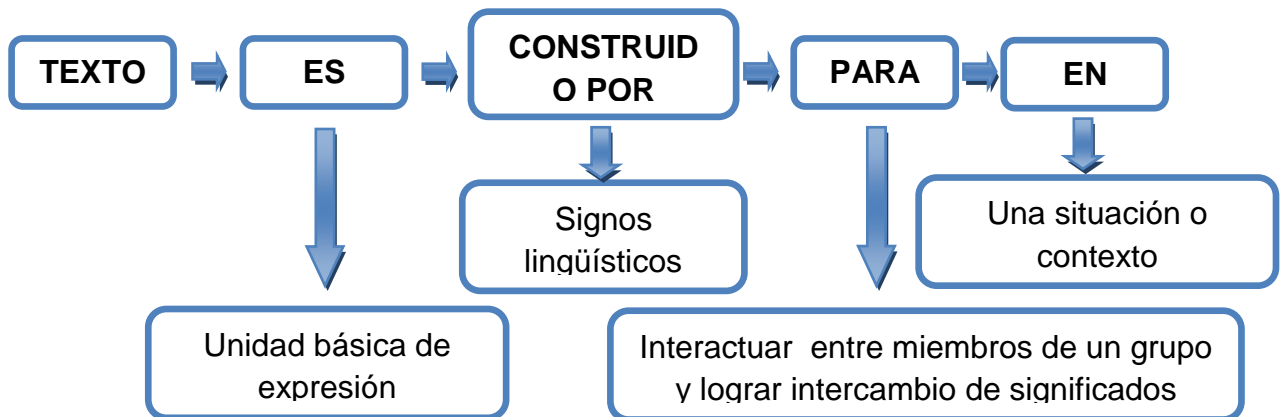 TEXTO
ES
CONSTRUID
O POR
PARA
EN
Signos
lingüísticos
Una situación o
contexto
Unidad básica de
expresión
Interactuar entre miembros de un grupo
y lograr intercambio de significados